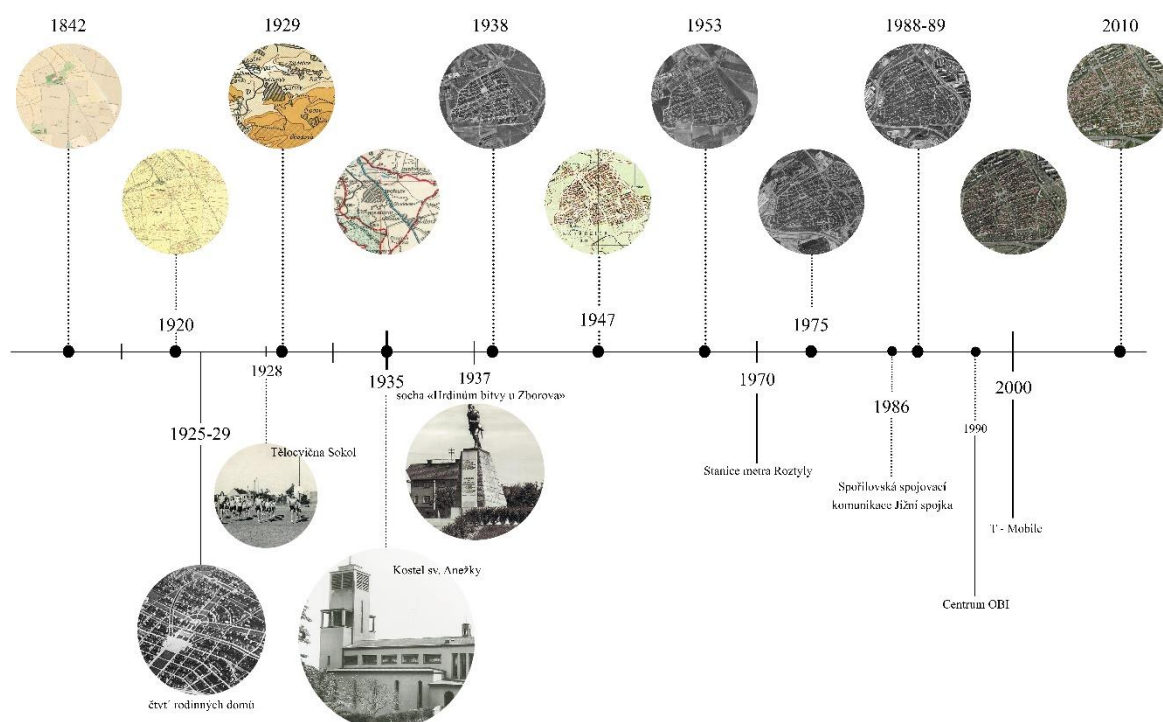 1842
1929
1938
1953
1988-89
2010
1920
1947
1975
1928
1935
1937
socha «Hrdinům bitvy u Zborova»
1970
1986
1990
2000
1925-29
Tělocvična Sokol
Stanice metra Roztyly
Spořilovská spojovací
komunikace Jižní spojka
T - Mobile
Kostel sv. Anežky
Centrum OBI
čtvt´ rodinných domů